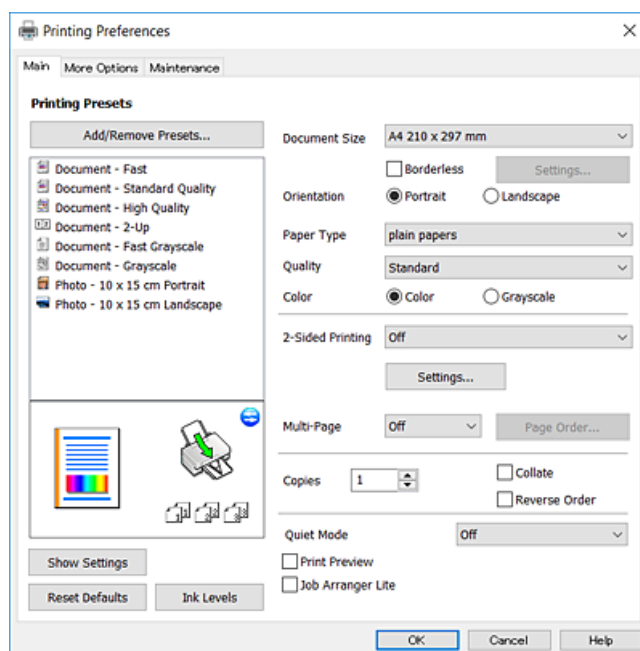 Printing Preferences
Main More Options Maintenance
Printing Presets
Add/Remove Presets...
Document - Fast
Document - Standard Quality
Document - High Quality
Document - 2-Up
Document - Fast Grayscale
Document - Grayscale
Photo - 10 x 15 cm Portrait
Photo - 10 x 15 cm Landscape
Show Settings
Reset Defaults Ink Levels
Document Size A4 210 x 297 mm
Borderless Settings...
Orientation Portrait Landscape
Paper Type plain papers
Quality Standard
Color Color Grayscale
2-Sided Printing Off
Settings...
Multi-Page Off Page Order...
Copies 1 Collate
Reverse Order
Quiet Mode Off
Print Preview
Job Arranger Lite
OK Cancel Help